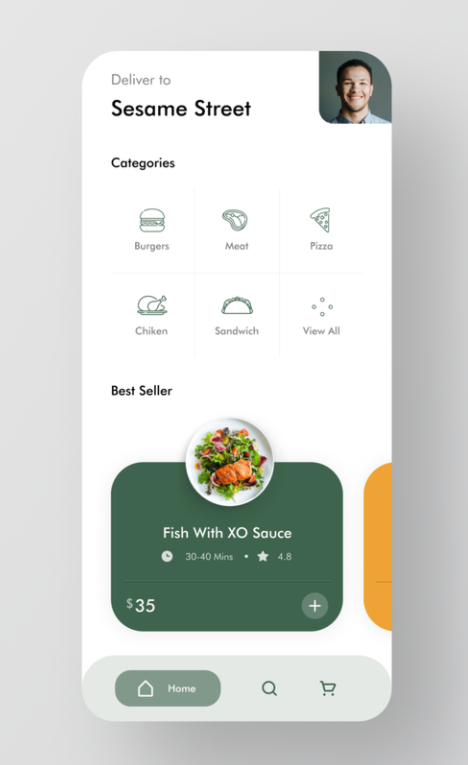 Deliver to
Sesame Street
Categories
Burgers
Meat
Pizza
Chiken
Sandwich
View All
Best Seller
Fish With XO Sauce
30-40 Mins • 4.8
$35
Home